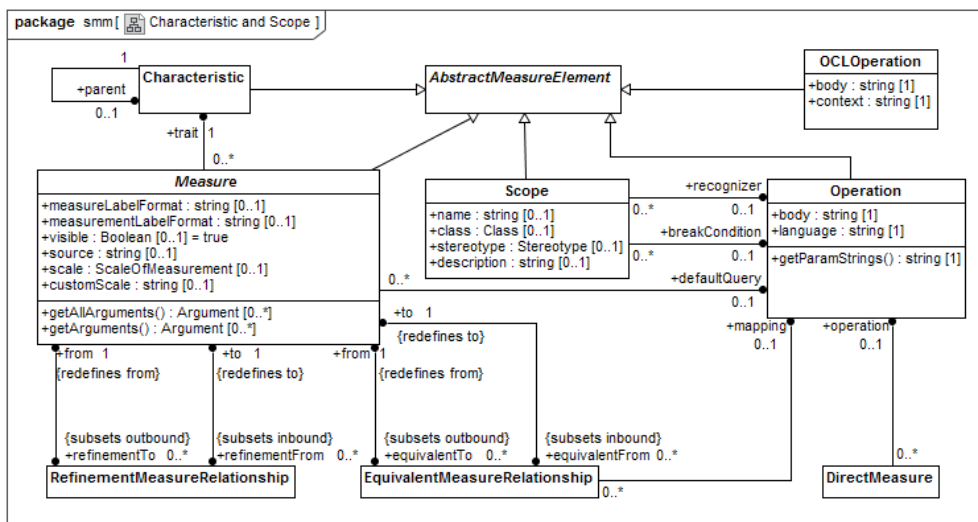 package smm[ Characteristic and Scope ]
1
+parent
0..1
Characteristic
AbstractMeasureElement
OCLOperation
+body : string [1]
+context : string [1]
+trait 1
0..*
Measure
+measureLabelFormat : string [0..1]
+measurementLabelFormat : string [0..1]
+visible : Boolean [0..1] = true
+source : string [0..1]
+scale : ScaleOfMeasurement [0..1]
+customScale : string [0..1]
+getAllArguments() : Argument [0..*]
+getArguments() : Argument [0..*]
Scope
+name : string [0..1]
+class : Class [0..1]
+stereotype : Stereotype [0..1]
+description : string [0..1]
+recognizer
0..* 0..1
+breakCondition
0..* 0..1
+defaultQuery
0..* 0..1
Operation
+body : string [1]
+language : string [1]
+getParamStrings() : string [1]
+to 1
{redefines to}
+mapping
0..1
+operation
0..1
+from 1
{redefines from}
+to 1
{redefines to}
+from 1
{redefines from}
{subsets outbound}
+refinementTo 0..*
{subsets inbound}
+refinementFrom 0..*
{subsets outbound}
+equivalentTo 0..*
{subsets inbound}
+equivalentFrom 0..*
RefinementMeasureRelationship
EquivalentMeasureRelationship
0..*
0..*
DirectMeasure